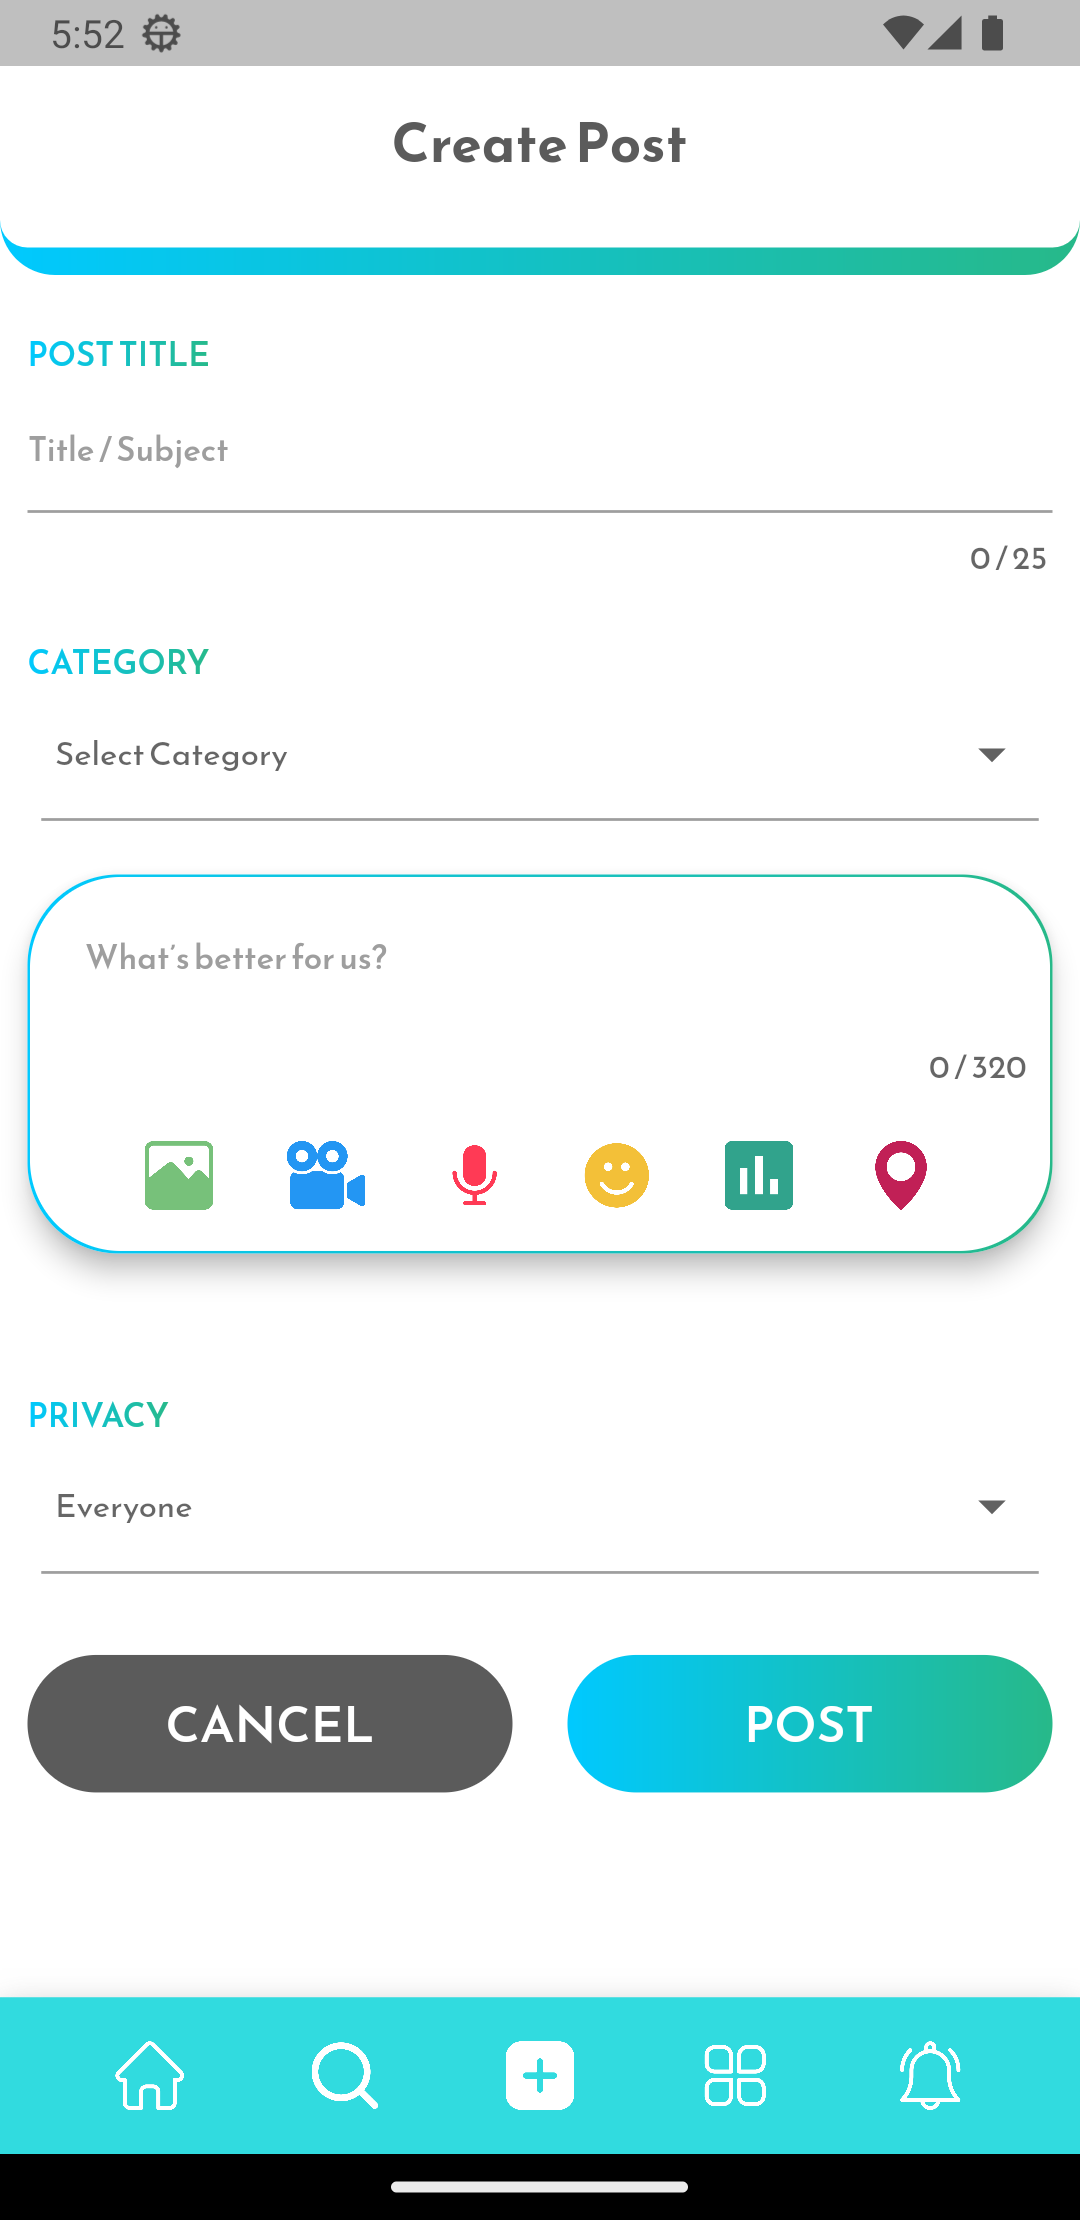 5:52
Create Post
POST TITLE
Title / Subject
0 / 25
CATEGORY
Select Category
What's better for us?
0 / 320
PRIVACY
Everyone
CANCEL
POST